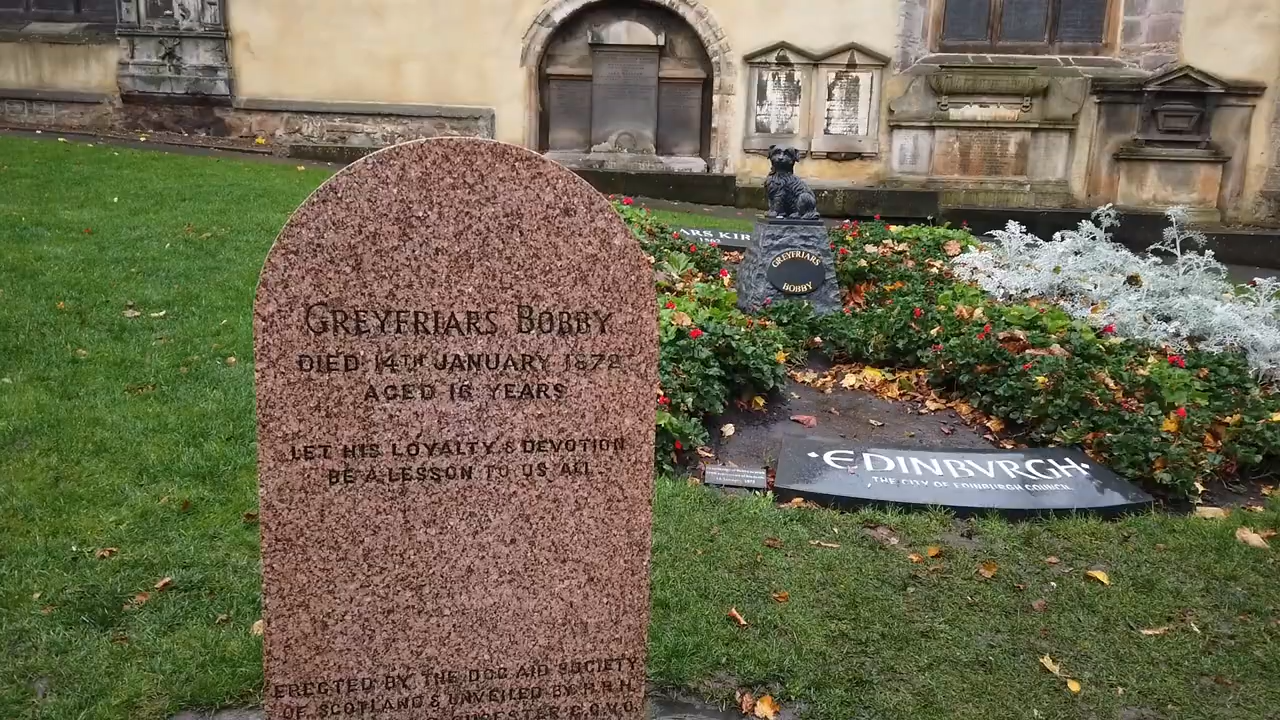 GREYFRIARS BOBBY
DIED 14TH JANUARY 1872
AGED 16 YEARS
LET HIS LOYALTY & DEVOTION
BE A LESSON TO US ALL
ERECTED BY THE DOG AID SOCIETY
OF SCOTLAND & UNVEILED BY H.R.H.
G.C.V.O.
GREYFRIARS
BOBBY
·EDINBVRGH·
THE CITY OF EDINBURGH COUNCIL